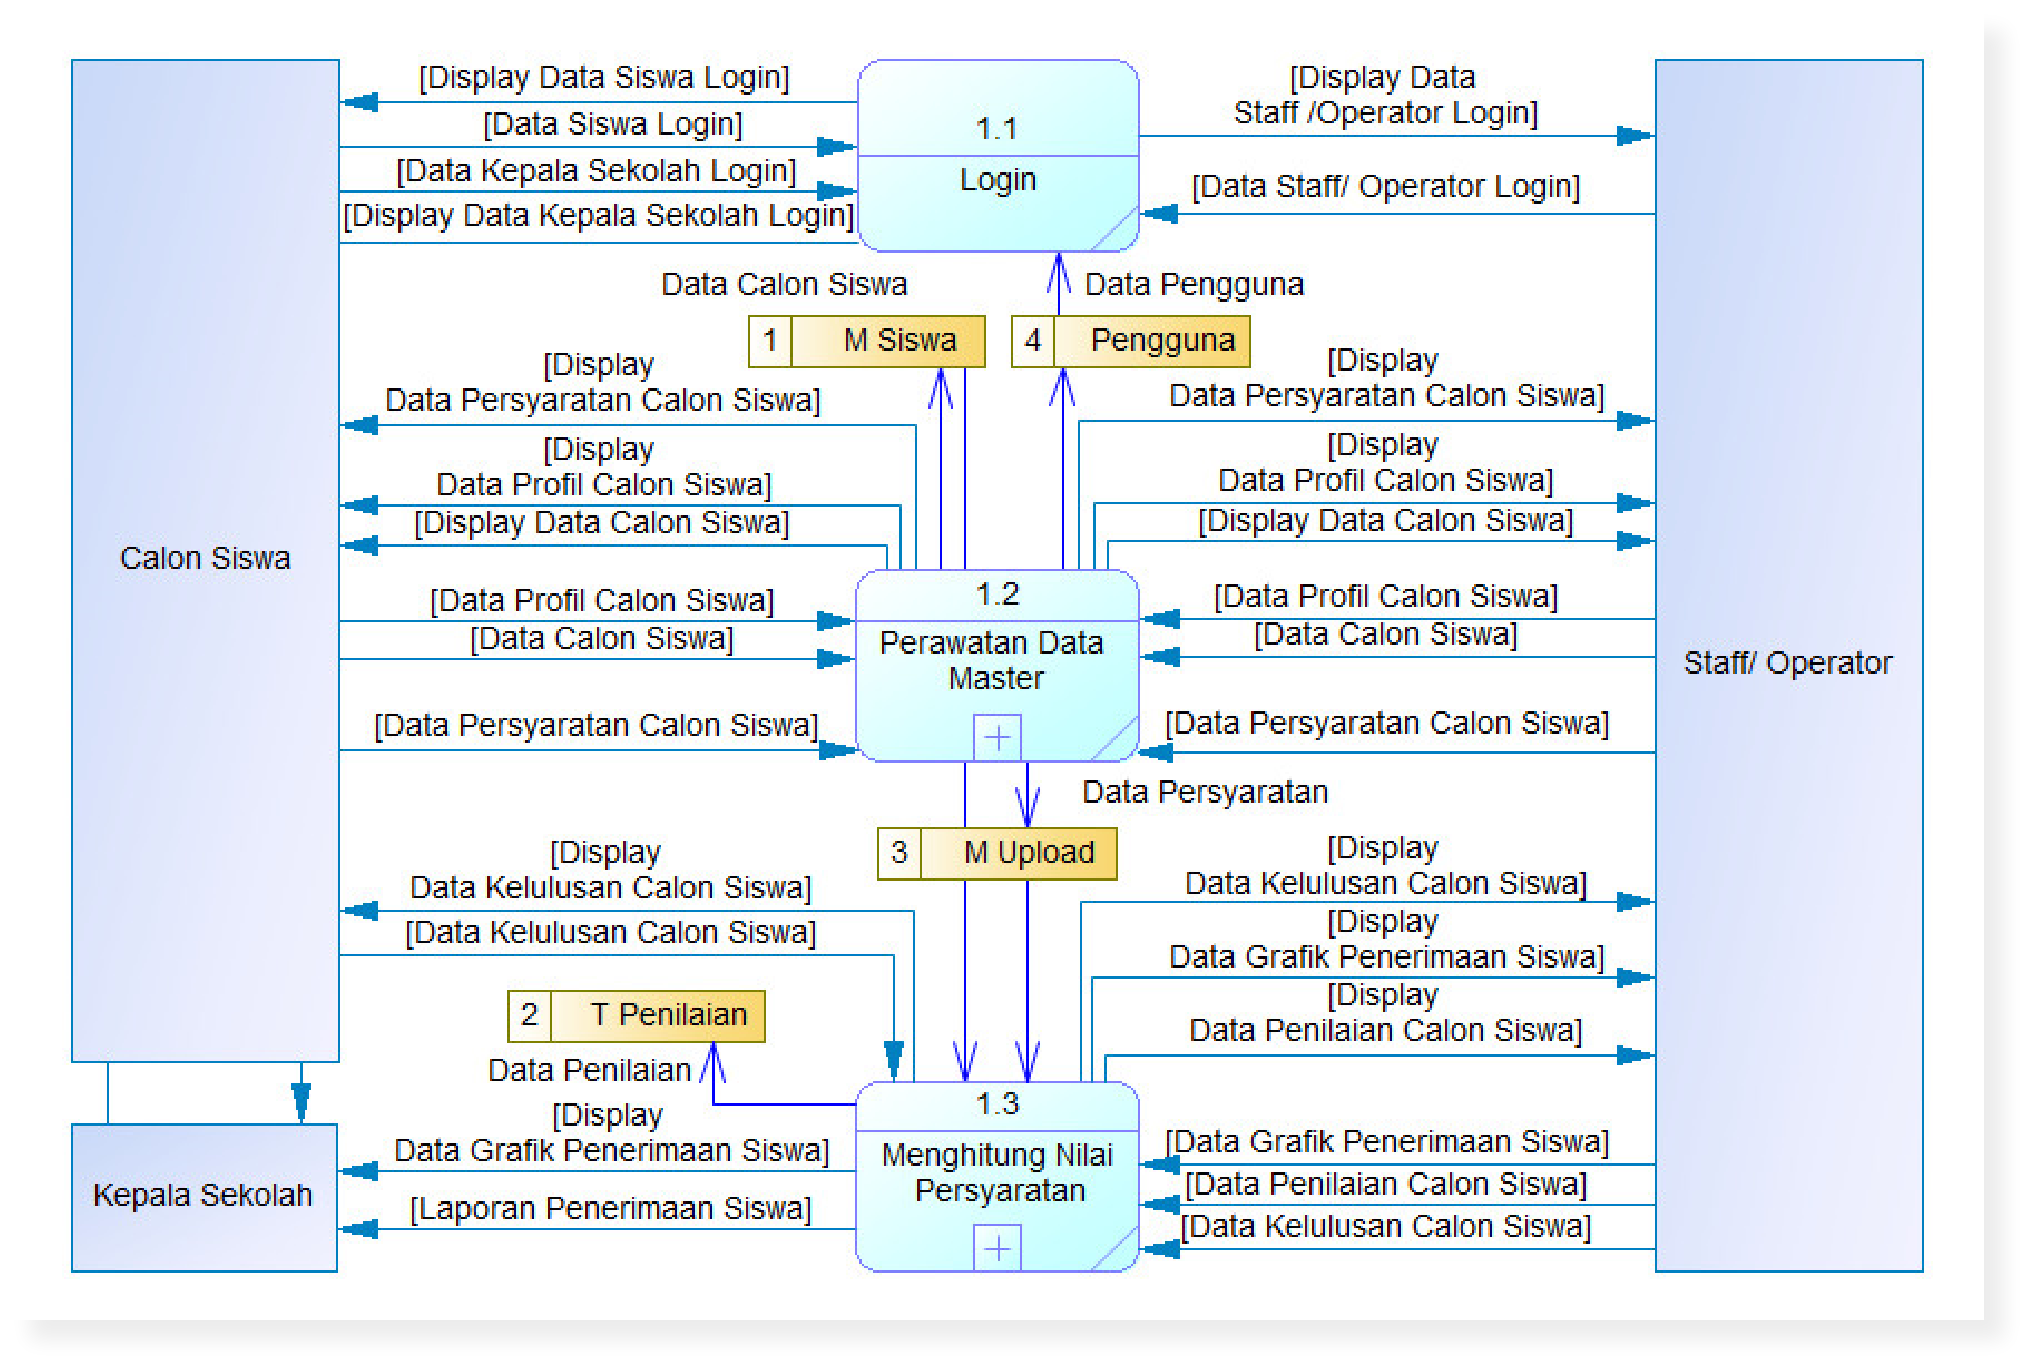 [Display Data Siswa Login]
[Data Siswa Login]
[Data Kepala Sekolah Login]
[Display Data Kepala Sekolah Login]
1.1
Login
[Display Data
Staff /Operator Login]
[Data Staff/ Operator Login]
Data Calon Siswa
Data Pengguna
1 M Siswa
4 Pengguna
[Display
Data Persyaratan Calon Siswa]
[Display
Data Profil Calon Siswa]
[Display Data Calon Siswa]
[Display
Data Persyaratan Calon Siswa]
[Display
Data Profil Calon Siswa]
[Display Data Calon Siswa]
Calon Siswa
[Data Profil Calon Siswa]
[Data Calon Siswa]
[Data Persyaratan Calon Siswa]
1.2
Perawatan Data
Master
[Data Profil Calon Siswa]
[Data Calon Siswa]
[Data Persyaratan Calon Siswa]
Staff/ Operator
Data Persyaratan
3 M Upload
[Display
Data Kelulusan Calon Siswa]
[Data Kelulusan Calon Siswa]
[Display
Data Kelulusan Calon Siswa]
[Display
Data Grafik Penerimaan Siswa]
[Display
Data Penilaian Calon Siswa]
2 T Penilaian
Data Penilaian
[Display
Data Grafik Penerimaan Siswa]
[Laporan Penerimaan Siswa]
Kepala Sekolah
1.3
Menghitung Nilai
Persyaratan
[Data Grafik Penerimaan Siswa]
[Data Penilaian Calon Siswa]
[Data Kelulusan Calon Siswa]